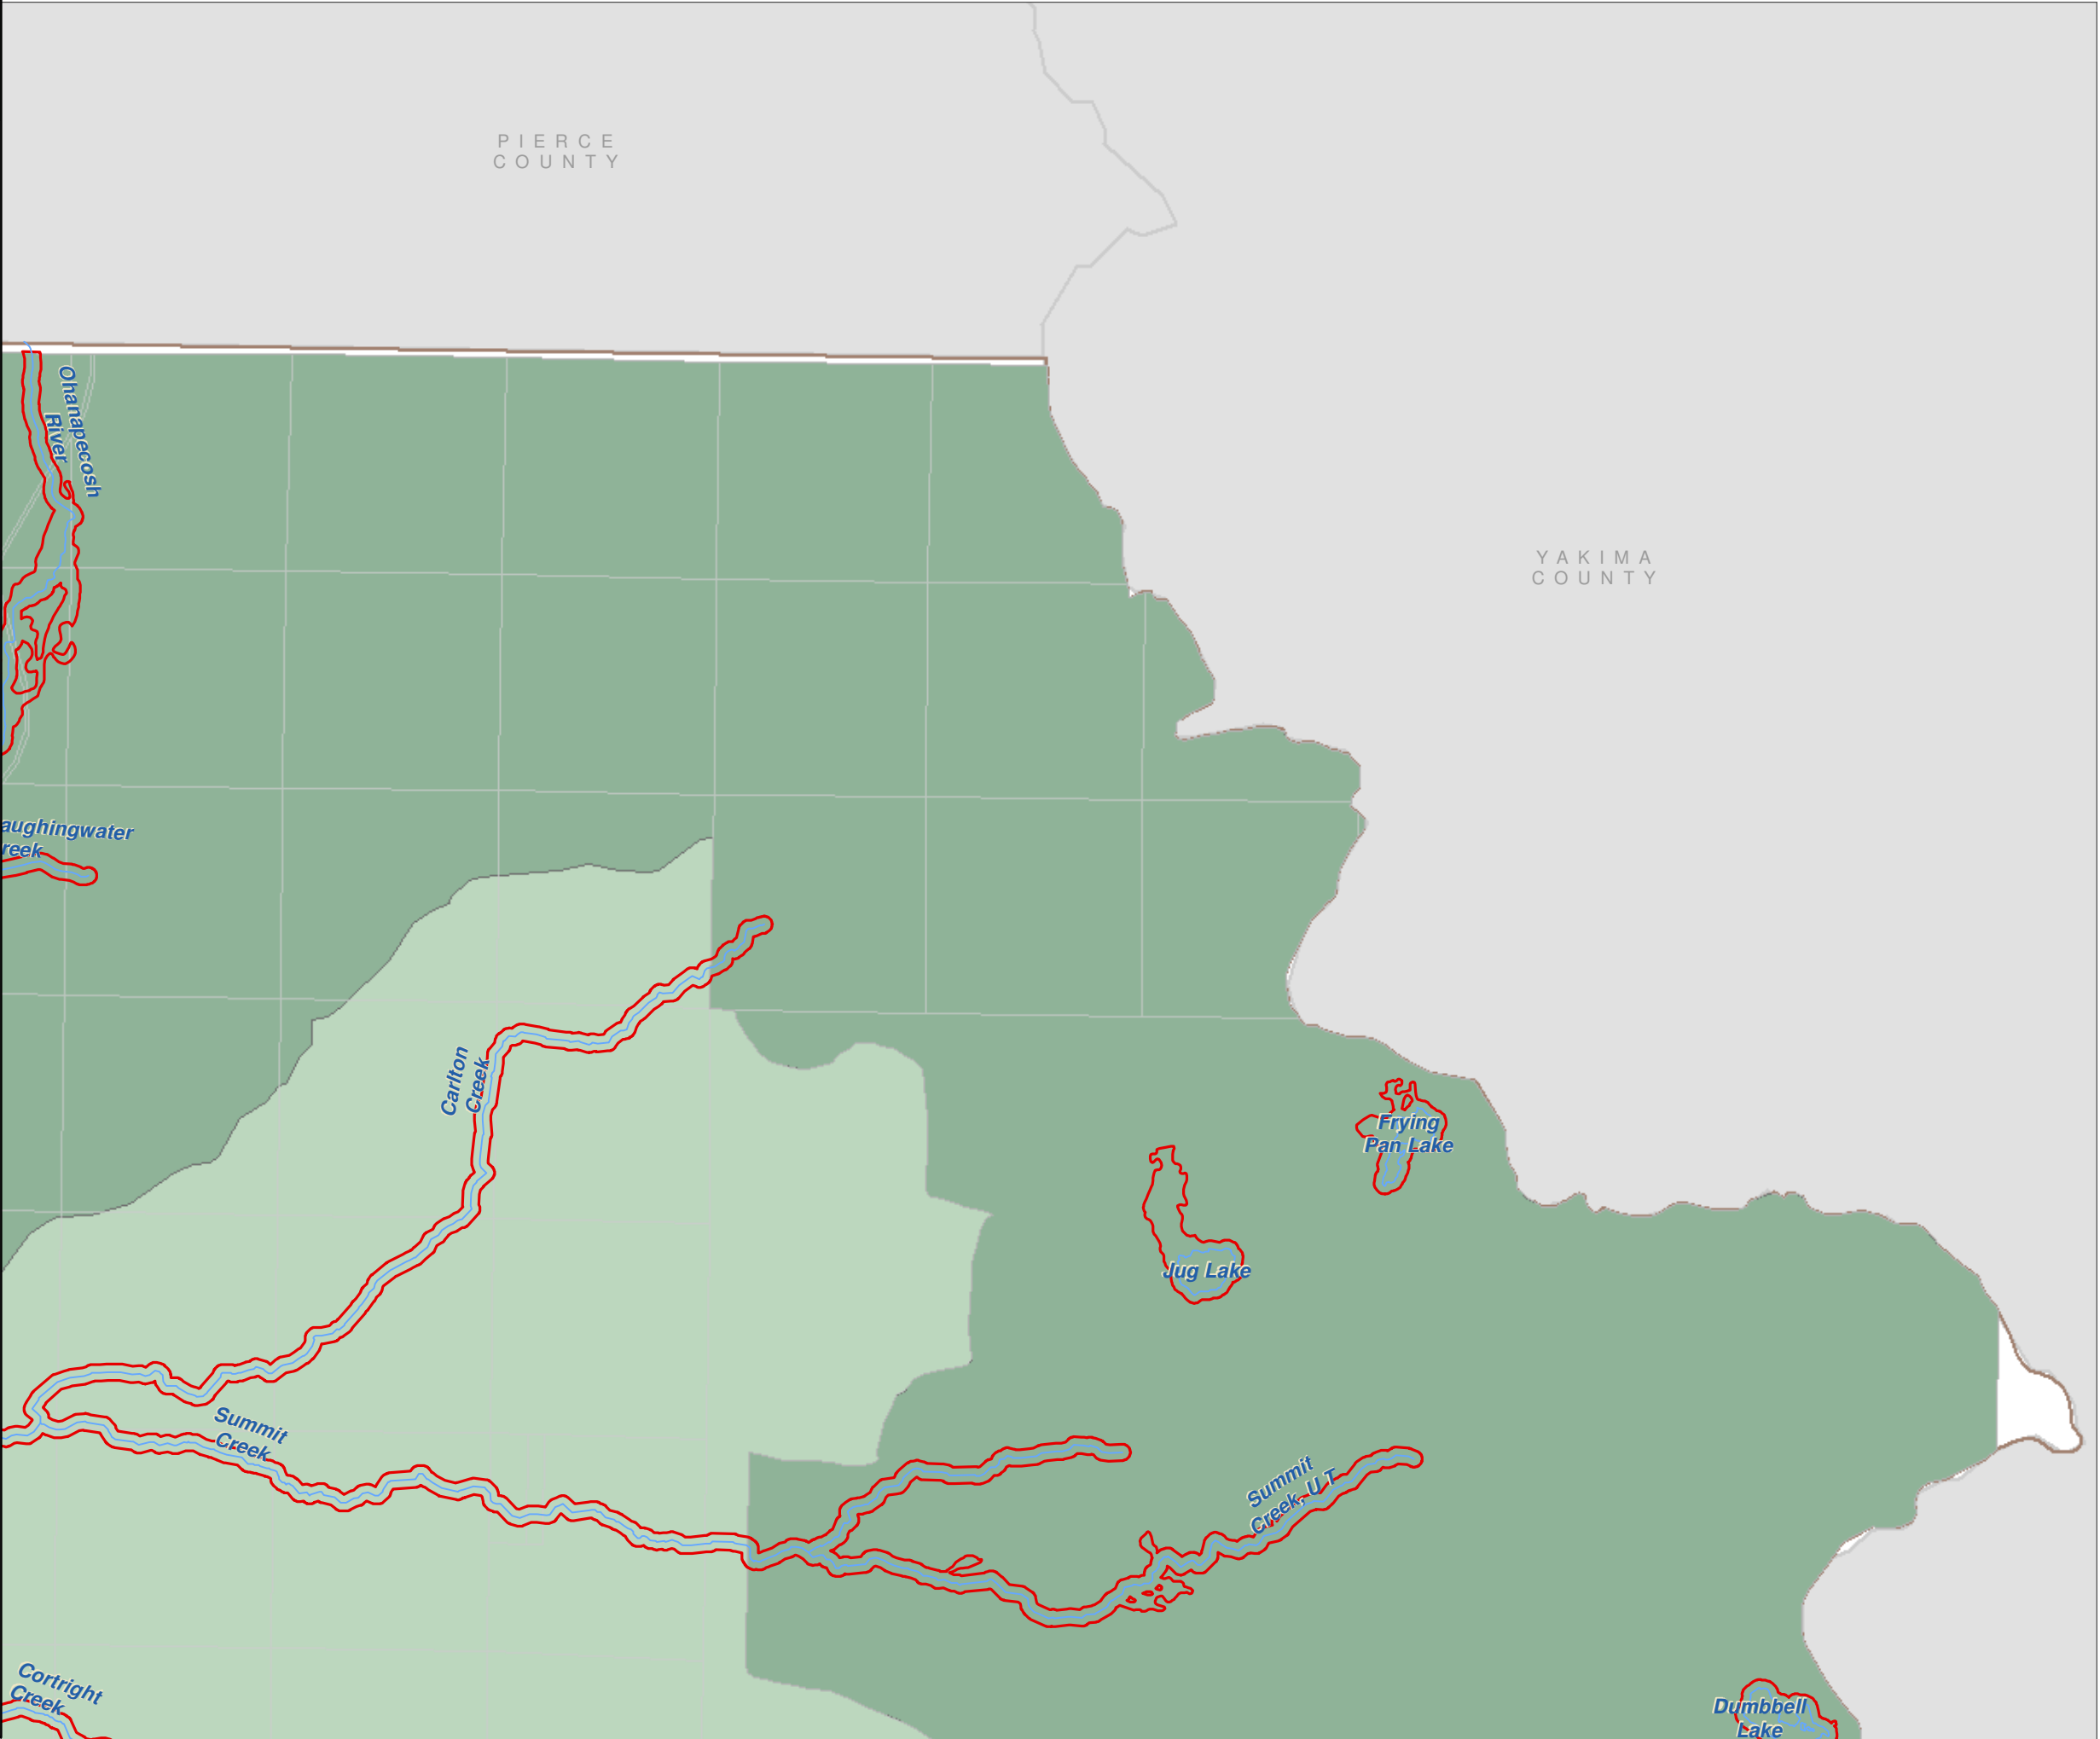 PIERCE
COUNTY
Ohanapecosh
River
YAKIMA
COUNTY
aughingwater
reek
Carlton
Creek
Frying
Pan Lake
Jug Lake
Summit
Creek
Summit
Creek, U T
Cortright
Creek
Dumbbell
Lake